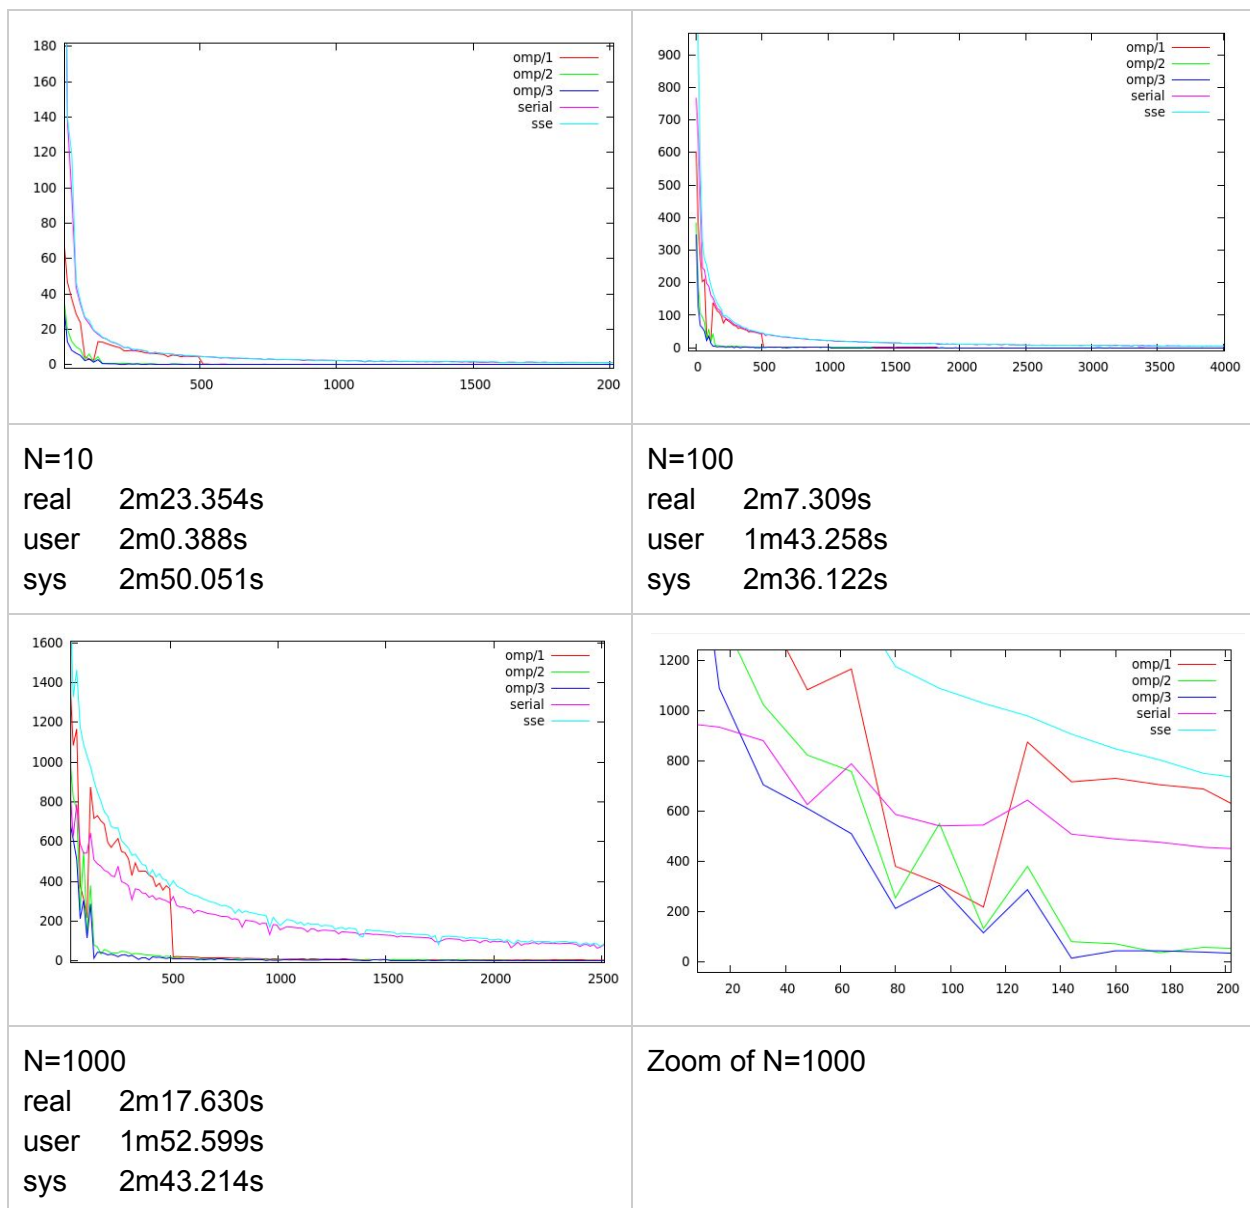 180
160
140
120
100
80
60
40
20
0
omp/1
omp/2
omp/3
serial
sse
500
1000
1500
200
900
800
700
600
500
400
300
200
100
0
omp/1
omp/2
omp/3
serial
sse
0 500 1000 1500 2000 2500 3000 3500 4000
N=10
real 2m23.354s
user 2m0.388s
sys 2m50.051s
N=100
real 2m7.309s
user 1m43.258s
sys 2m36.122s
1600
1400
1200
1000
800
600
400
200
0
omp/1
omp/2
omp/3
serial
sse
500 1000 1500 2000 2500
1200
1000
800
600
400
200
0
omp/1
omp/2
omp/3
serial
sse
20 40 60 80 100 120 140 160 180 200
N=1000
real 2m17.630s
user 1m52.599s
sys 2m43.214s
Zoom of N=1000